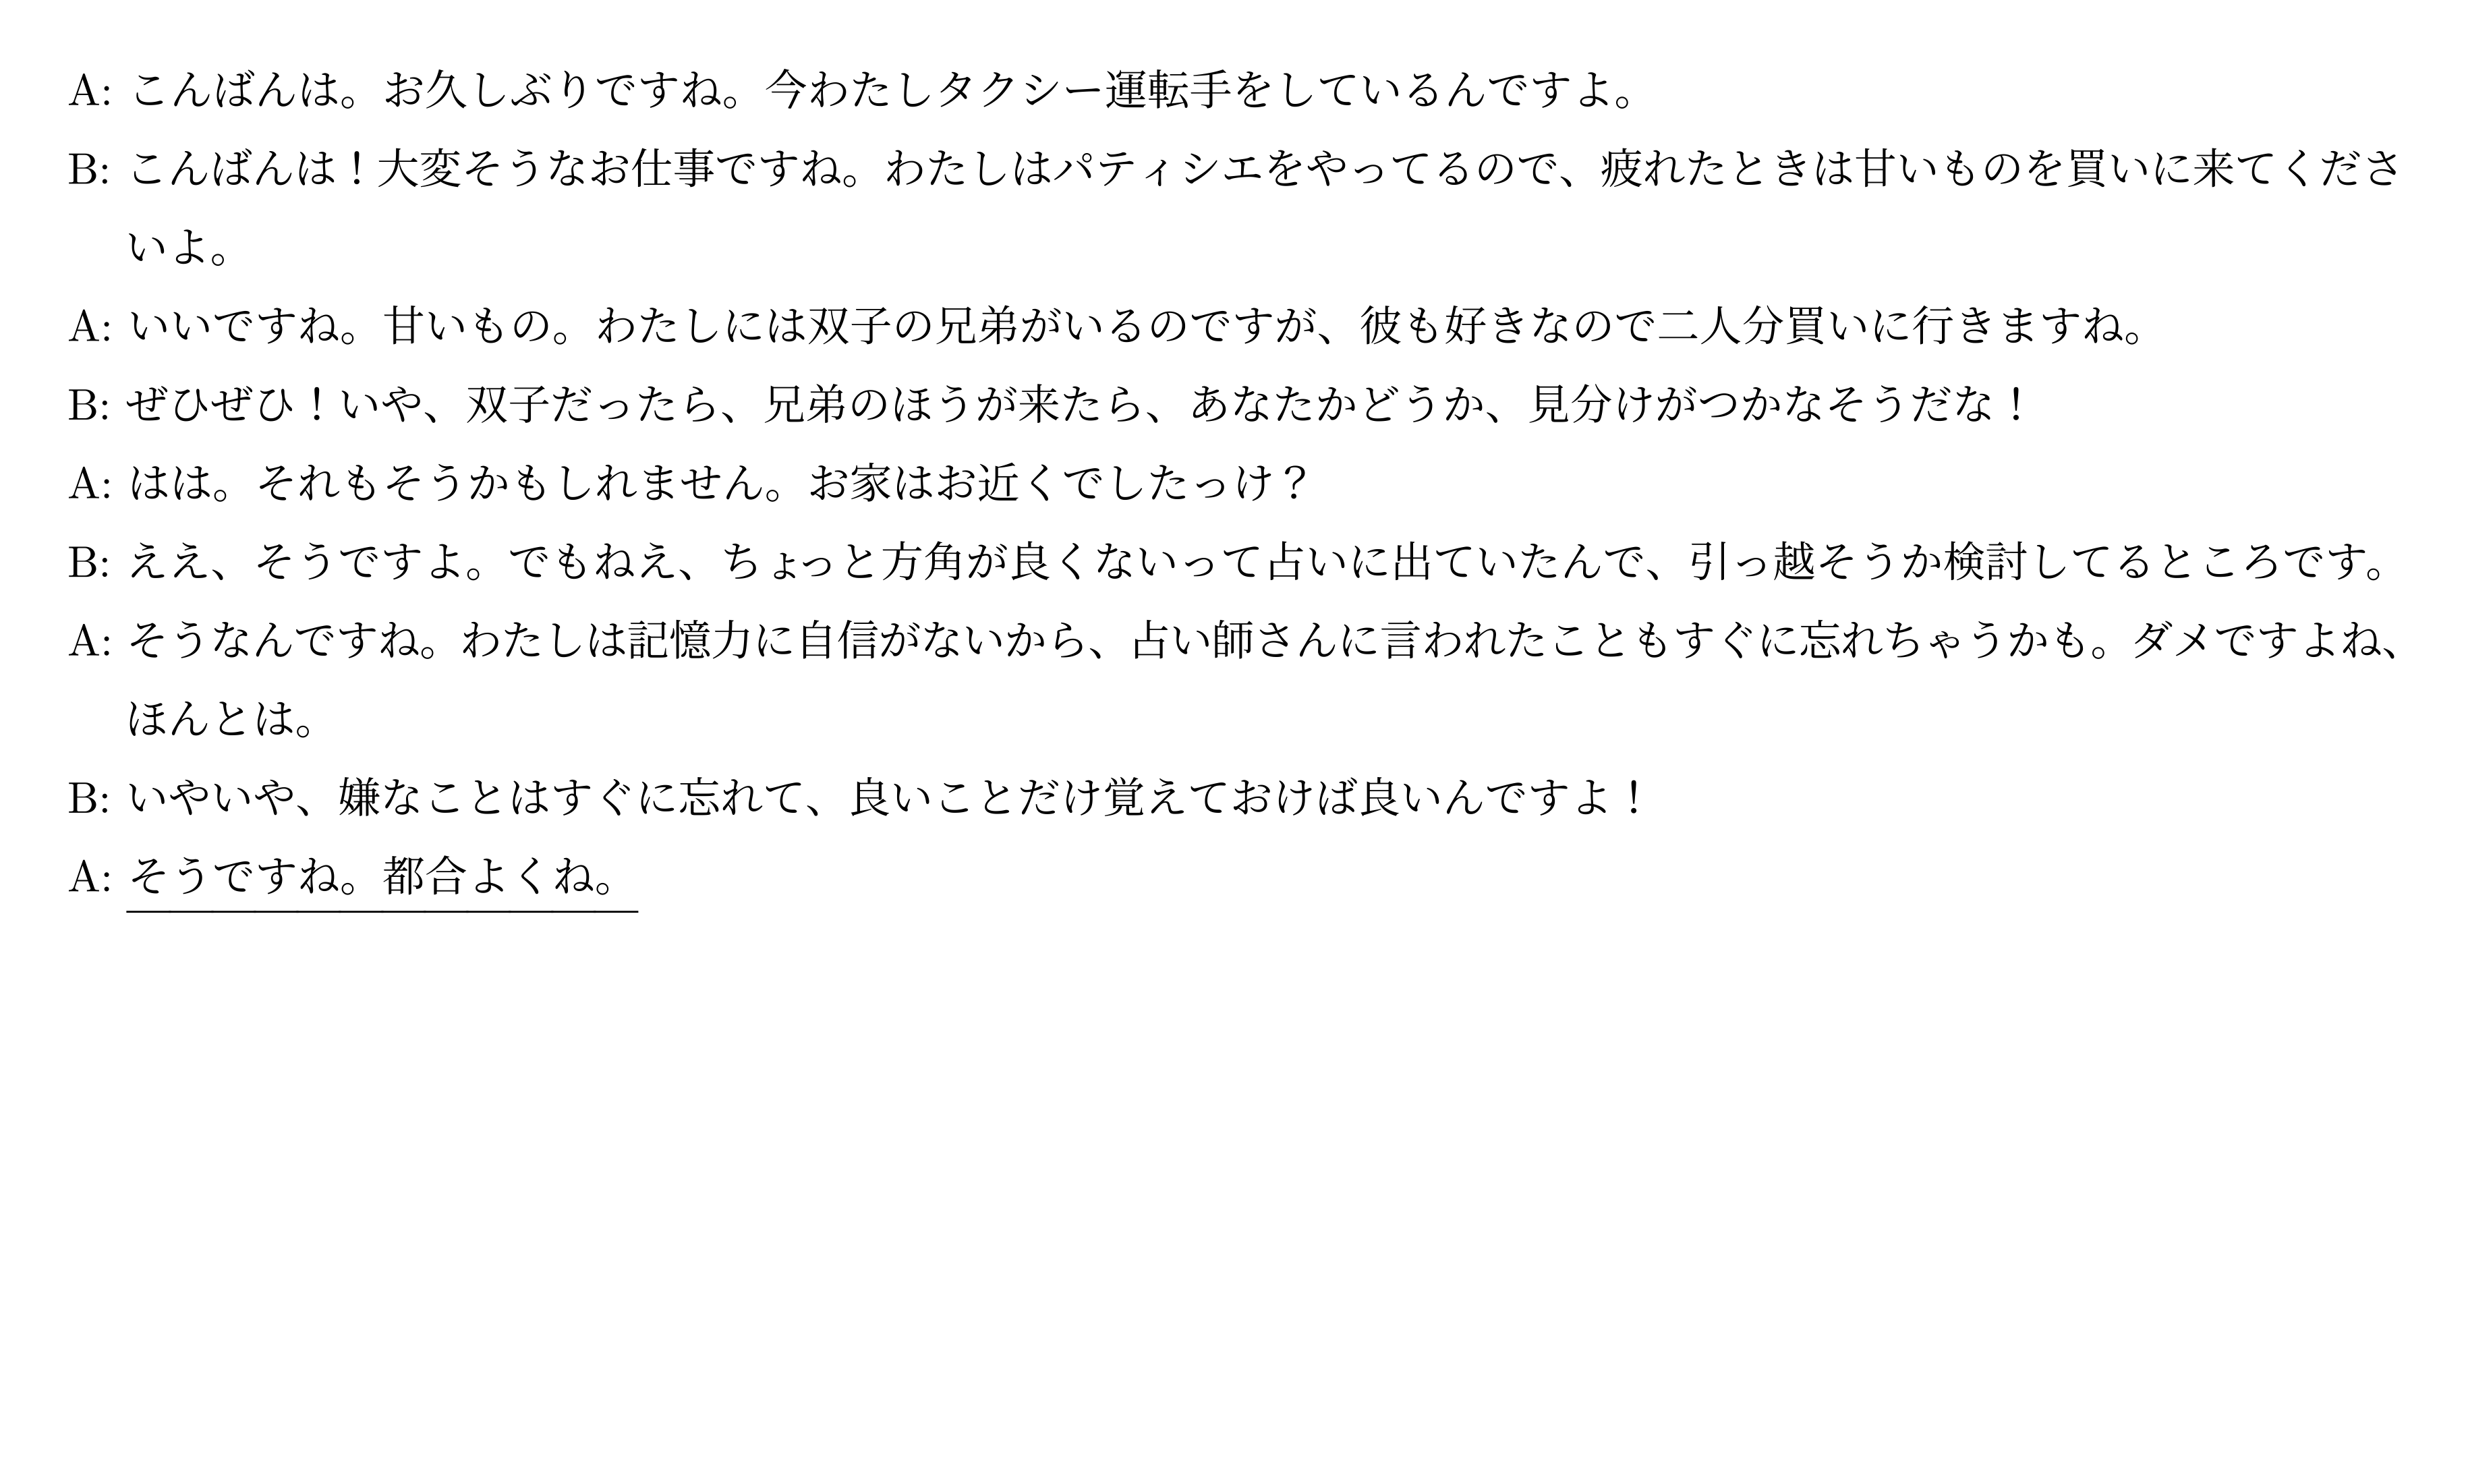 A: こんばんは。お久しぶりですね。今わたしタクシー運転手をしているんですよ。
B: こんばんは！大変そうなお仕事ですね。わたしはパティシエをやってるので、疲れたときは甘いものを買いに来てくださ
いよ。
A: いいですね。甘いもの。わたしには双子の兄弟がいるのですが、彼も好きなので二人分買いに行きますね。
B: ぜひぜひ！いや、双子だったら、兄弟のほうが来たら、あなたかどうか、見分けがつかなそうだな！
A: はは。それもそうかもしれません。お家はお近くでしたっけ？
B: ええ、そうですよ。でもねえ、ちょっと方角が良くないって占いに出ていたんで、引っ越そうか検討してるところです。
A: そうなんですね。わたしは記憶力に自信がないから、占い師さんに言われたこともすぐに忘れちゃうかも。ダメですよね、
ほんとは。
B: いやいや、嫌なことはすぐに忘れて、良いことだけ覚えておけば良いんですよ！
A: そうですね。都合よくね。